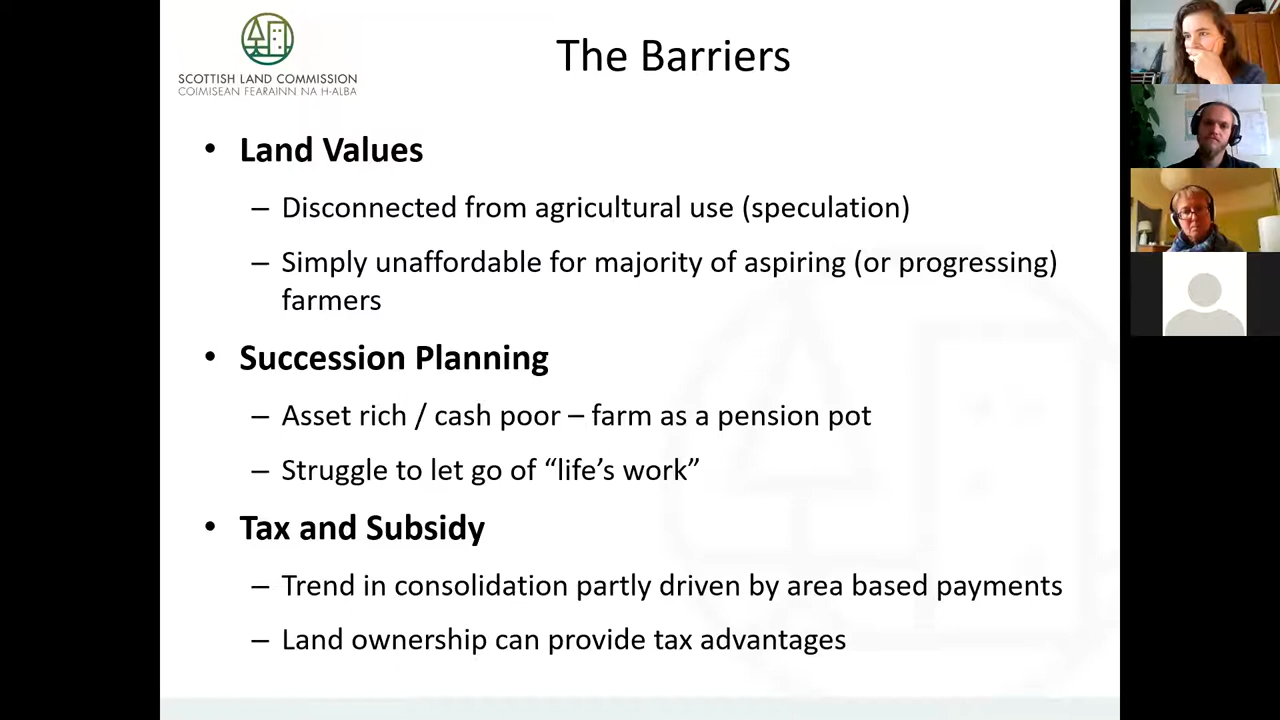 SCOTTISH LAND COMMISSION
COIMISEAN FEARAINN NA H-ALBA
The Barriers
• Land Values
– Disconnected from agricultural use (speculation)
– Simply unaffordable for majority of aspiring (or progressing)
farmers
• Succession Planning
– Asset rich / cash poor – farm as a pension pot
– Struggle to let go of “life’s work”
• Tax and Subsidy
– Trend in consolidation partly driven by area based payments
– Land ownership can provide tax advantages